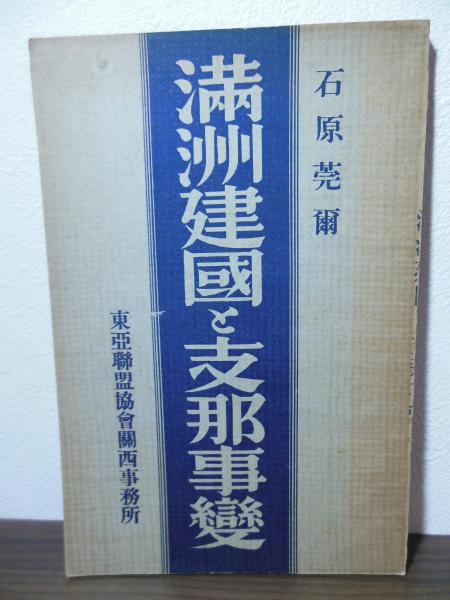 石原莞爾
滿洲建國と支那事變
東亞聯盟協會關西事務所